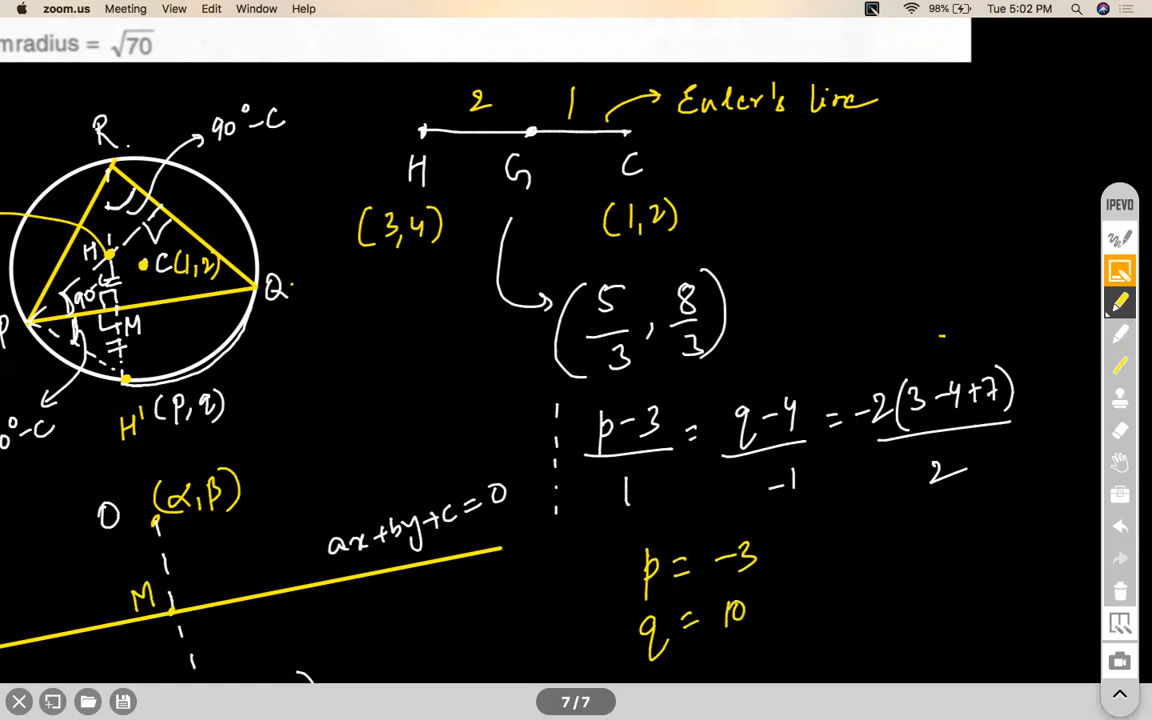 zoom.us Meeting View Edit Window Help
98% Tue 5:02 PM
mradius = √70
R
90°-C
2 1 Euler's line
H G C
(3,4) (1,2)
H C(1,2)
90°
Q
P
M
H' (p,q)
0°-C
(5/3, 8/3)
p-3/1 = q-4/-1 = -2(3-4+7)/2
p = -3
q = 10
O (α,β)
ax+by+c=0
M
IPEVO
7/7